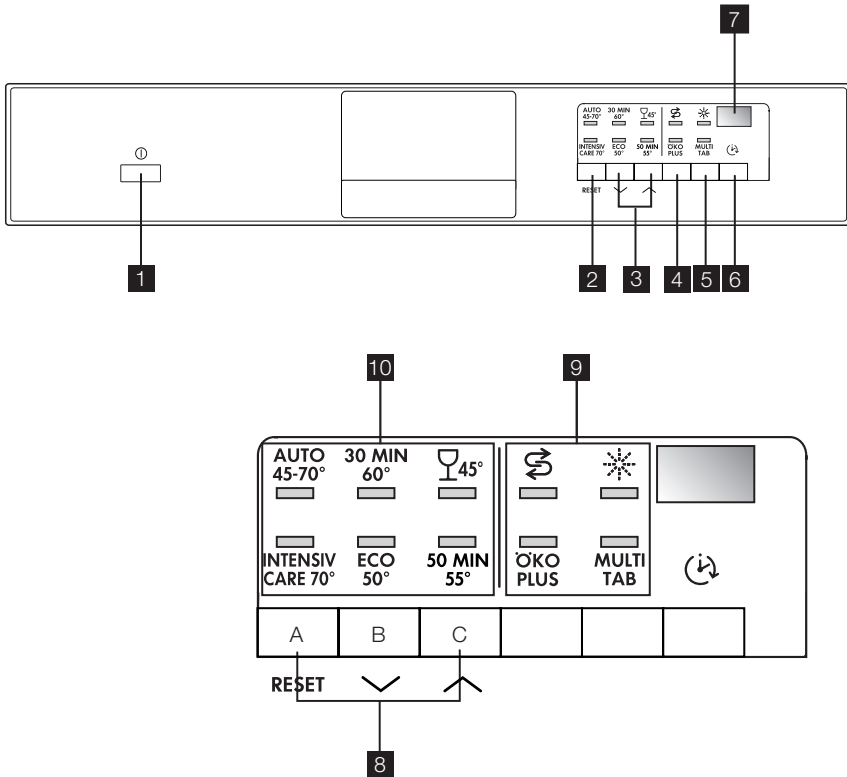 7
AUTO 30 MIN 45°
45-70° 60°
INTENSIV ECO 50 MIN ÖKO MULTI
CARE 70° 50° 55° PLUS TAB
RESET
1 2 3 4 5 6
10 9
AUTO 30 MIN 45°
45-70° 60°
INTENSIV ECO 50 MIN ÖKO MULTI
CARE 70° 50° 55° PLUS TAB
A B C
RESET
8